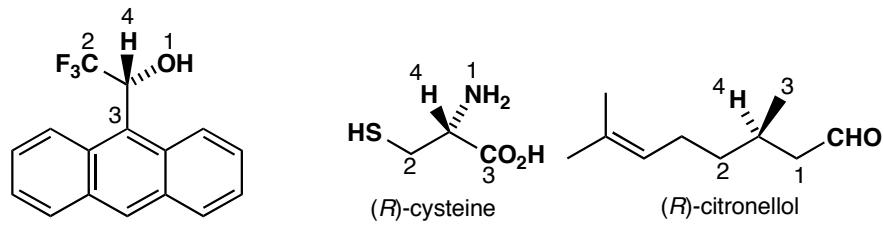 4
2 H 1
F₃C OH
3
4 1
H NH₂
HS CO₂H
2 3
(R)-cysteine
4 3
H
CHO
2 1
(R)-citronellol